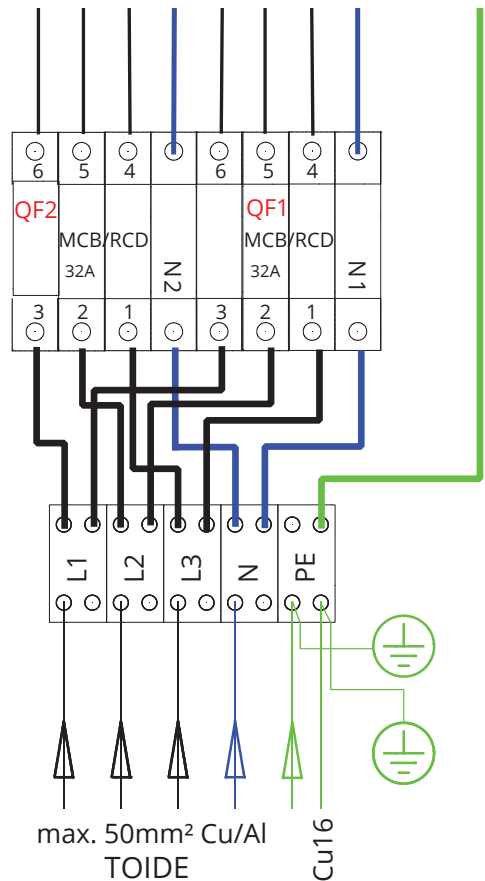 6 5 4 6 5 4
QF2 QF1
MCB/RCD MCB/RCD
32A 32A
N2 N1
3 2 1 3 2 1
L1 L2 L3 N PE
max. 50mm² Cu/Al
TOIDE
Cu16